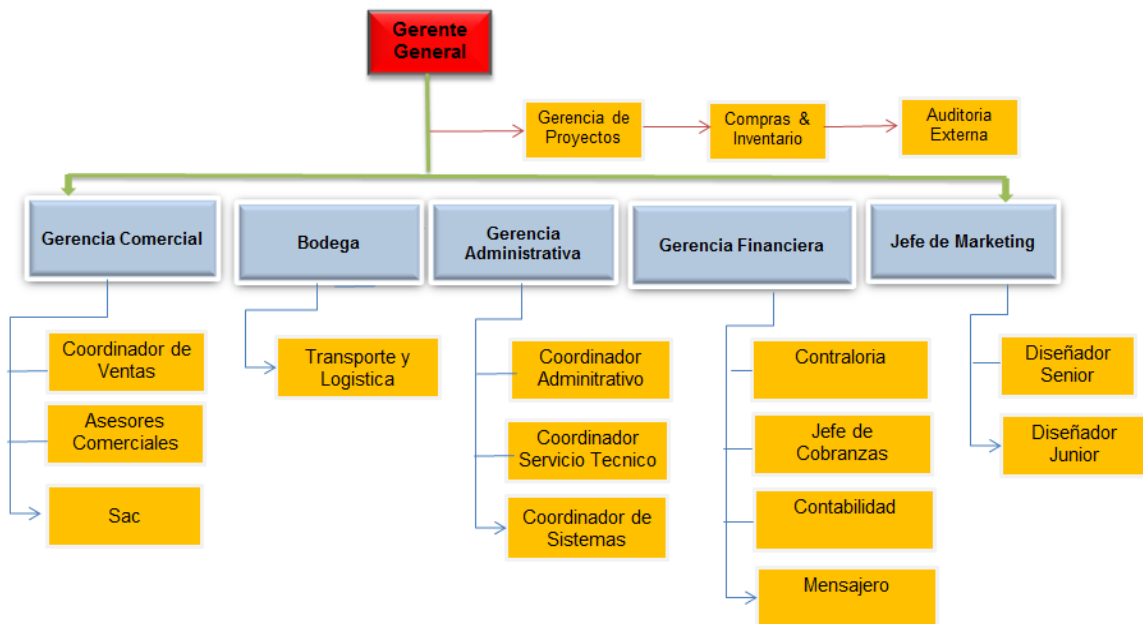 Gerente
General
Gerencia de
Proyectos
Compras &
Inventario
Auditoria
Externa
Gerencia Comercial
Bodega
Gerencia
Administrativa
Gerencia Financiera
Jefe de Marketing
Coordinador de
Ventas
Asesores
Comerciales
Sac
Transporte y
Logistica
Coordinador
Adminitrativo
Coordinador
Servicio Tecnico
Coordinador de
Sistemas
Contraloria
Jefe de
Cobranzas
Contabilidad
Mensajero
Diseñador
Senior
Diseñador
Junior